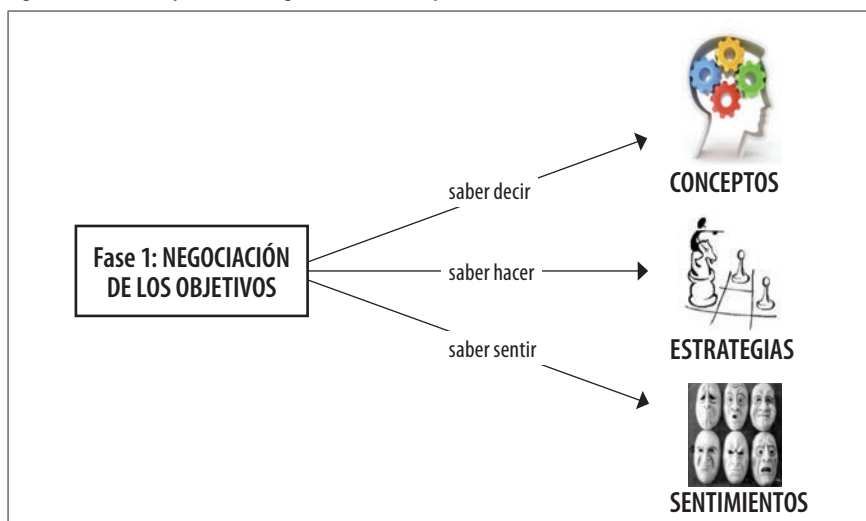 saber decir
CONCEPTOS
Fase 1: NEGOCIACIÓN
DE LOS OBJETIVOS
saber hacer
ESTRATEGIAS
saber sentir
SENTIMIENTOS